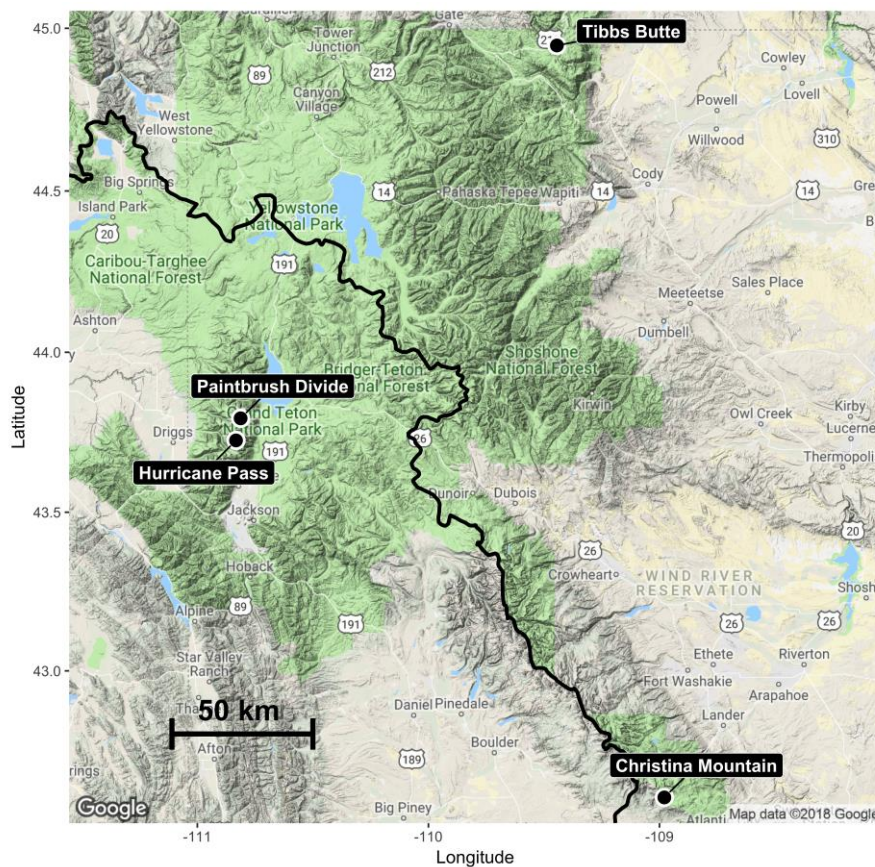 45.0
44.5
44.0
43.5
43.0
Latitude
-111
-110
-109
Longitude
Gate
Tower
Junction
89
212
Tibbs Butte
Cowley
Lovell
Powell
Willwood
310
Canyon
Village
West
Yellowstone
Big Springs
Island Park
20
Yellowstone
National Park
14
Pahaska Tepee
Wapiti
14
Cody
14
191
Caribou-Targhee
National Forest
Ashton
Meeteetse
Sales Place
Dumbell
Shoshone
National Forest
Bridger-Teton
National Forest
Paintbrush Divide
Grand Teton
National Park
Driggs
191
Hurricane Pass
26
Kirwin
Owl Creek
Kirby
Lucerne
Thermopoli
Jackson
Dunoir
Dubois
20
Hoback
26
Crowheart
WIND RIVER
RESERVATION
Shosh
Alpine
89
191
26
26
Star Valley
Ranch
Ethete
Riverton
Fort Washakie
Arapahoe
50 km
Daniel
Pinedale
Lander
Afton
189
Boulder
Christina Mountain
Big Piney
Atlanti
Google
Map data ©2018 Google